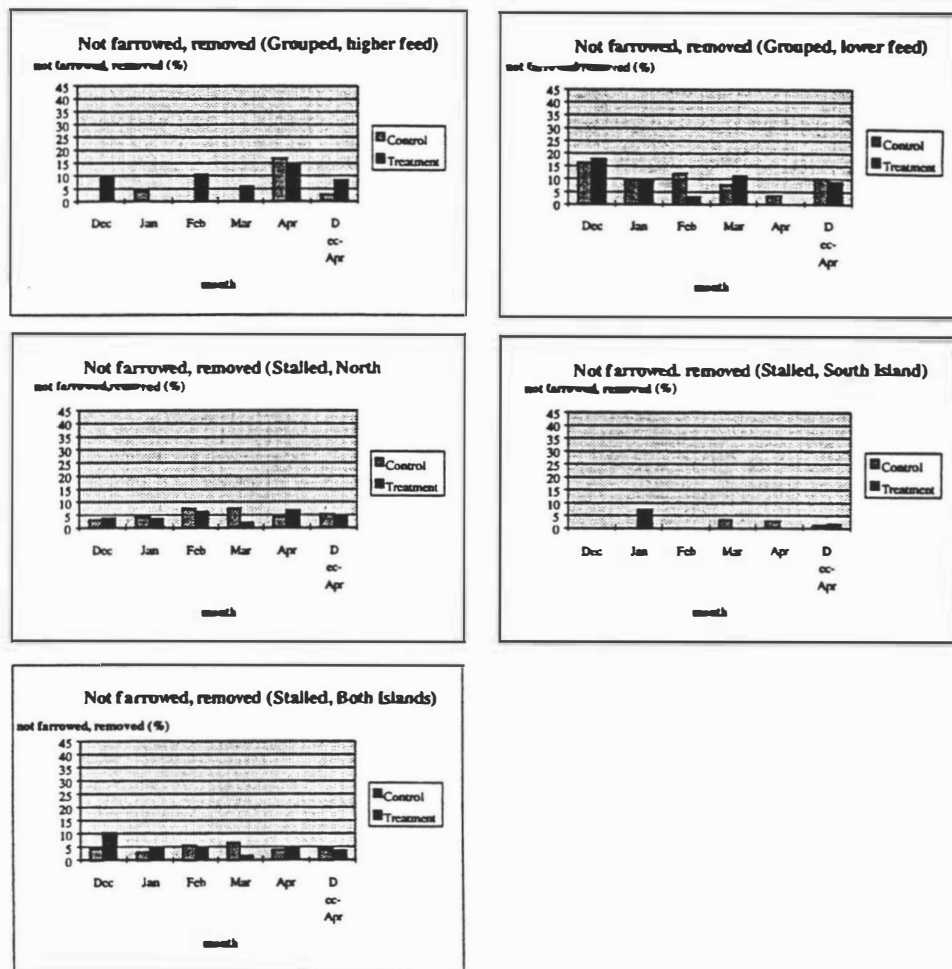 Not farrowed, removed (Grouped, higher feed)
not farrowed, removed (%)
45
40
35
30
25
20
15
10
5
0
Control
Treatment
Dec Jan Feb Mar Apr D
ec-
Apr
month
Not farrowed, removed (Grouped, lower feed)
not farrowed, removed (%)
45
40
35
30
25
20
15
10
5
0
Control
Treatment
Dec Jan Feb Mar Apr D
ec-
Apr
month
Not farrowed, removed (Stalled, North
not farrowed, removed (%)
45
40
35
30
25
20
15
10
5
0
Control
Treatment
Dec Jan Feb Mar Apr D
ec-
Apr
month
Not farrowed. removed (Stalled, South Island)
not farrowed, removed (%)
45
40
35
30
25
20
15
10
5
0
Control
Treatment
Dec Jan Feb Mar Apr D
ec-
Apr
month
Not farrowed, removed (Stalled, Both Islands)
not farrowed, removed (%)
45
40
35
30
25
20
15
10
5
0
Control
Treatment
Dec Jan Feb Mar Apr D
ec-
Apr
month